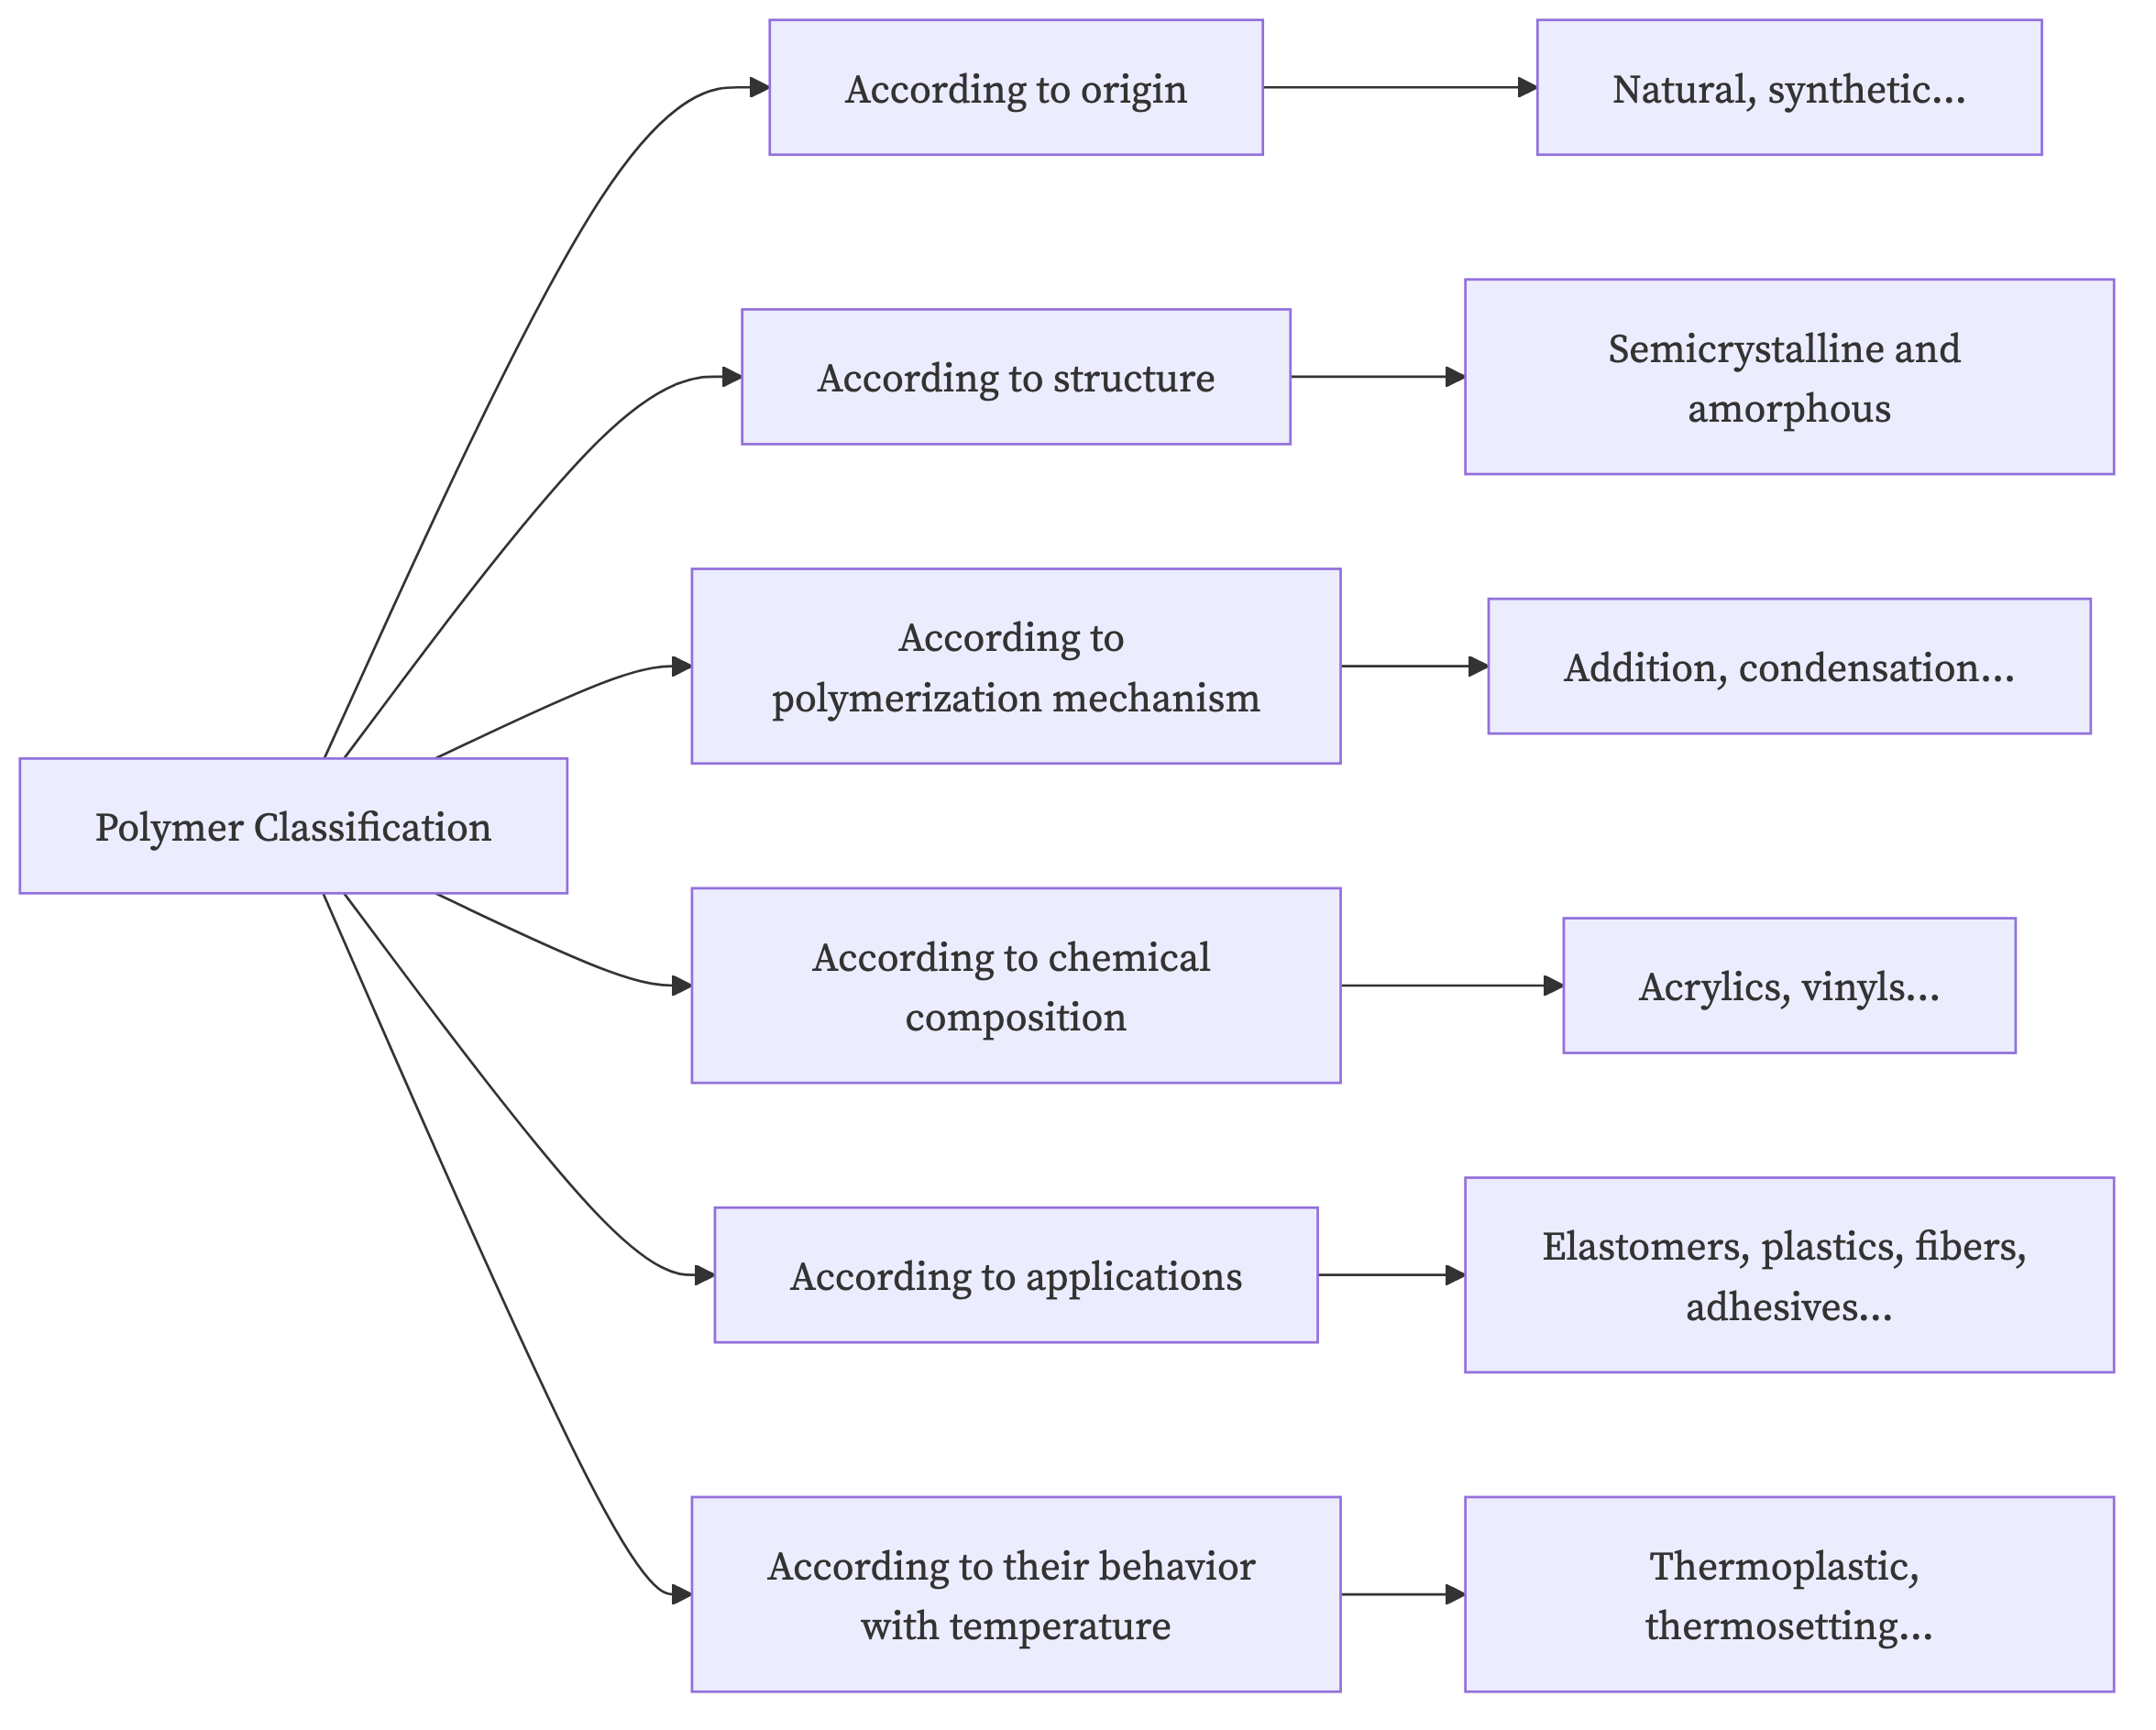 According to origin
Natural, synthetic...
According to structure
Semicrystalline and
amorphous
According to
polymerization mechanism
Addition, condensation...
Polymer Classification
According to chemical
composition
Acrylics, vinyls...
According to applications
Elastomers, plastics, fibers,
adhesives...
According to their behavior
with temperature
Thermoplastic,
thermosetting...